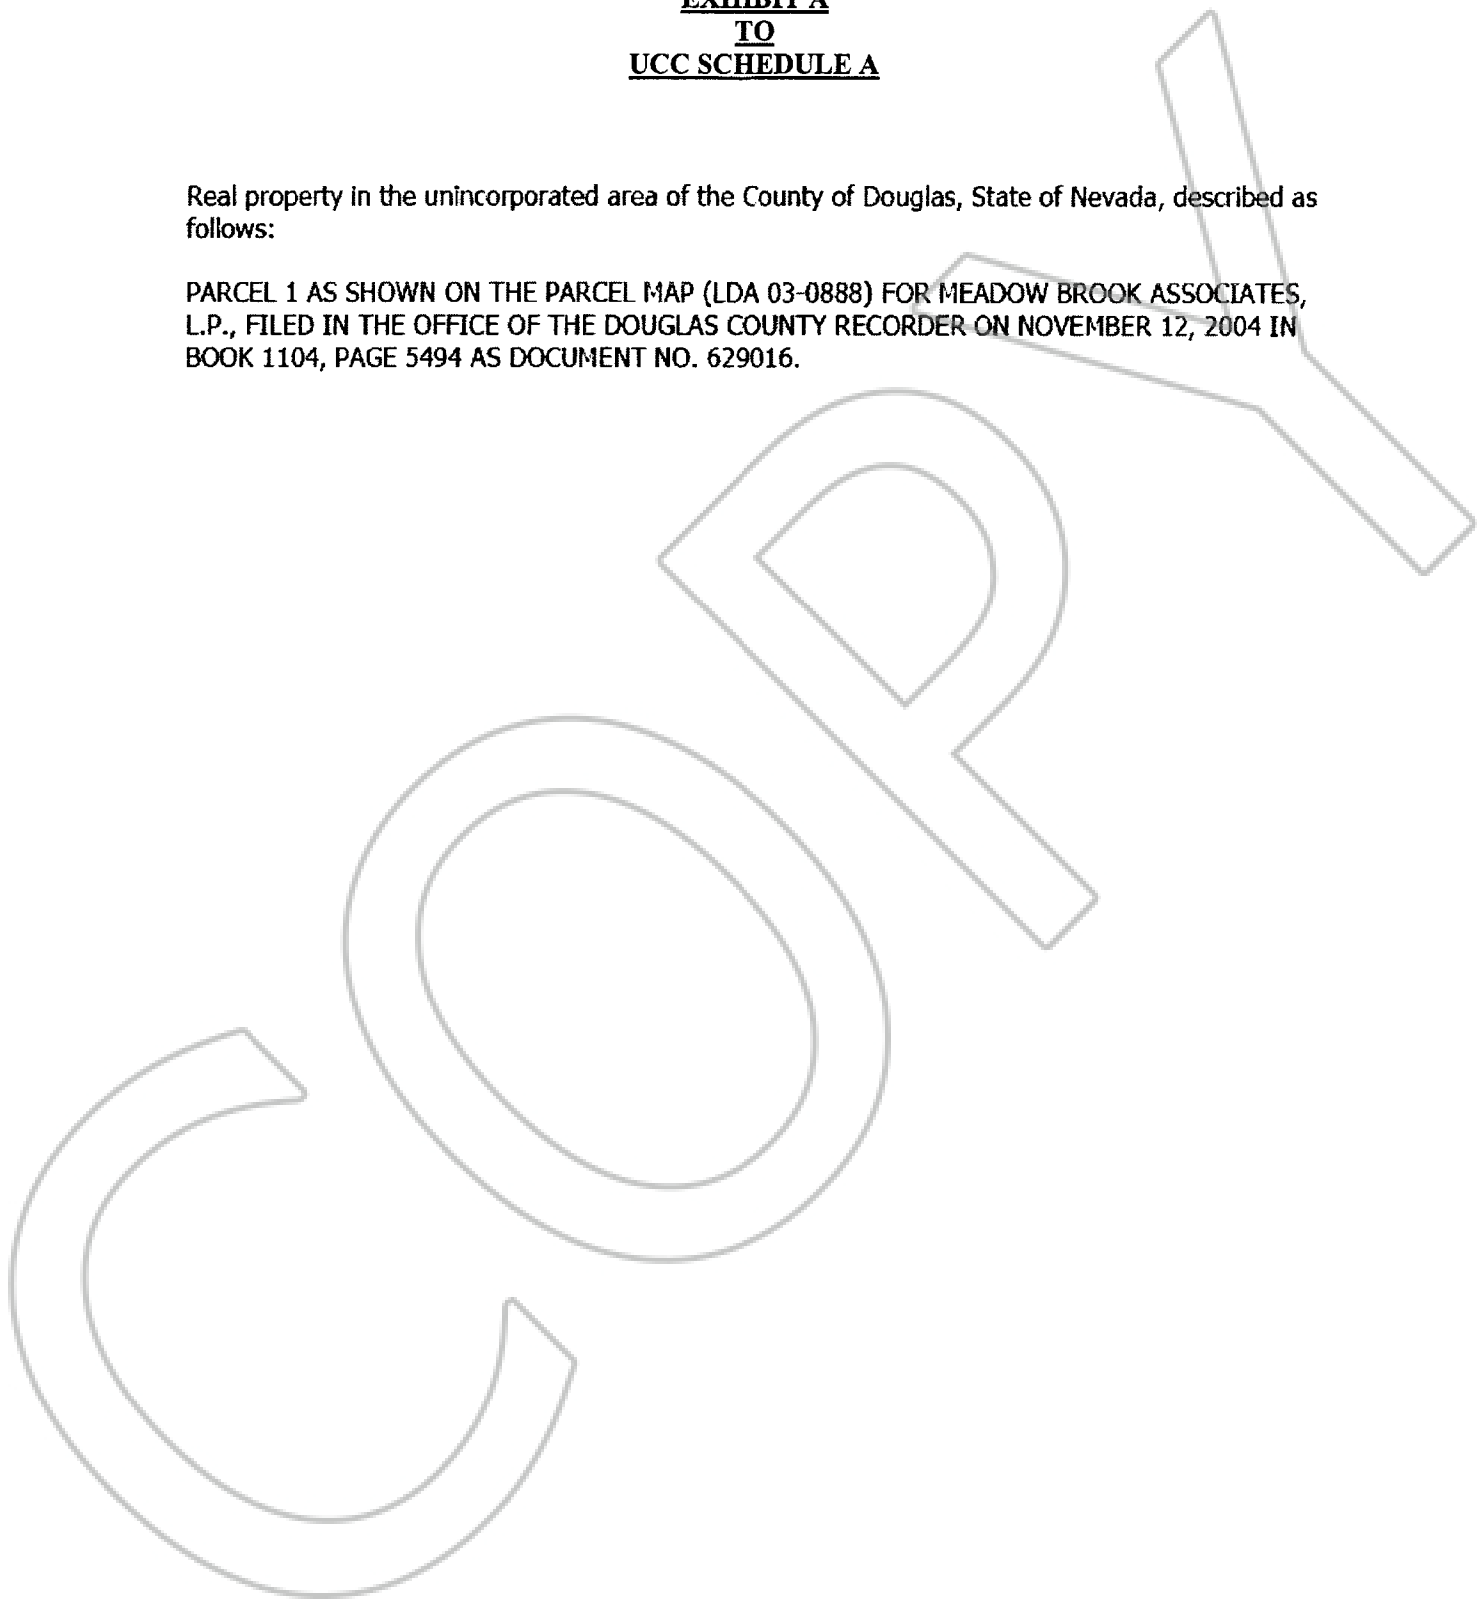 EXHIBIT A
TO
UCC SCHEDULE A
Real property in the unincorporated area of the County of Douglas, State of Nevada, described as
follows:
PARCEL 1 AS SHOWN ON THE PARCEL MAP (LDA 03-0888) FOR MEADOW BROOK ASSOCIATES,
L.P., FILED IN THE OFFICE OF THE DOUGLAS COUNTY RECORDER ON NOVEMBER 12, 2004 IN
BOOK 1104, PAGE 5494 AS DOCUMENT NO. 629016.
COPY